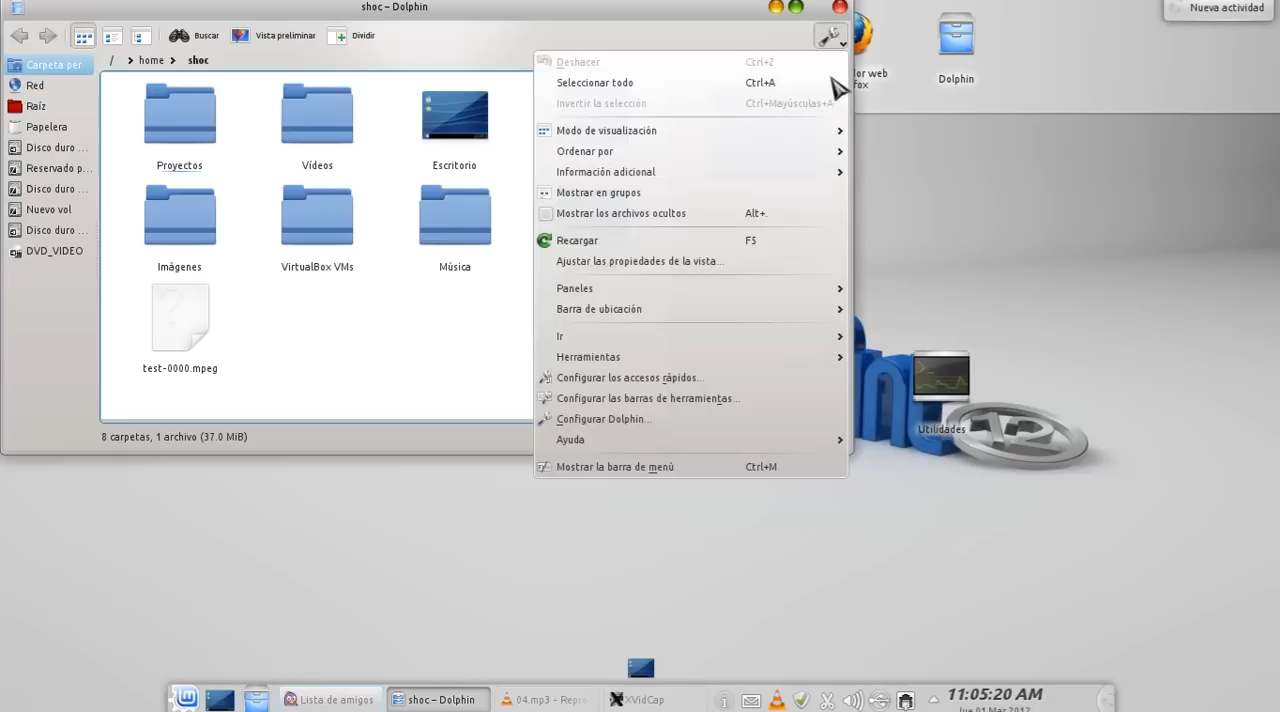 shoc – Dolphin
Nueva actividad
Buscar
Vista preliminar
Dividir
/ home shoc
Carpeta per
Red
Raíz
Papelera
Disco duro ...
Reservado p...
Disco duro ...
Nuevo vol
Disco duro ...
DVD_VIDEO
Proyectos
Vídeos
Escritorio
Imágenes
VirtualBox VMs
Música
test-0000.mpeg
8 carpetas, 1 archivo (37.0 MiB)
Deshacer Ctrl+Z
Seleccionar todo Ctrl+A
Invertir la selección Ctrl+Mayúsculas+A
Modo de visualización
Ordenar por
Información adicional
Mostrar en grupos
Mostrar los archivos ocultos Alt+.
Recargar F5
Ajustar las propiedades de la vista...
Paneles
Barra de ubicación
Ir
Herramientas
Configurar los accesos rápidos...
Configurar las barras de herramientas...
Configurar Dolphin...
Ayuda
Mostrar la barra de menú Ctrl+M
dor web
fox
Dolphin
Utilidades
12
Lista de amigos
shoc – Dolphin
04.mp3 – Repro
XVidCap
11:05:20 AM
jue 01 Mar 2012